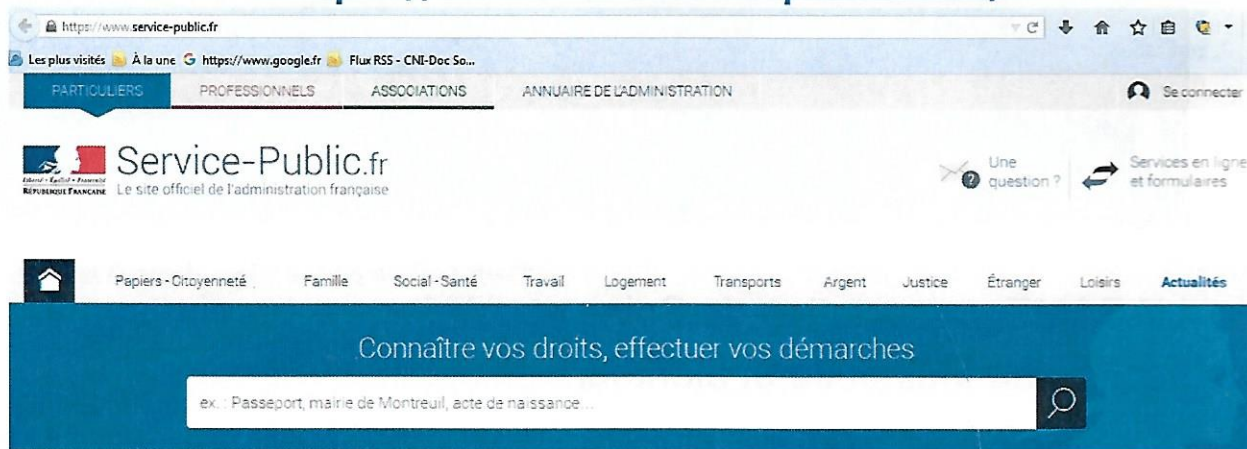 https://www.service-public.fr
Les plus visités À la une https://www.google.fr Flux RSS - CNI-Doc So...
PARTICULIERS PROFESSIONNELS ASSOCIATIONS ANNUAIRE DE L'ADMINISTRATION Se connecter
Service-Public.fr
Liberté • Égalité • Fraternité
RÉPUBLIQUE FRANÇAISE
Le site officiel de l'administration française
Une question ?
Services en ligne et formulaires
Papiers - Citoyenneté Famille Social - Santé Travail Logement Transports Argent Justice Étranger Loisirs Actualités
Connaître vos droits, effectuer vos démarches
ex. : Passeport, mairie de Montreuil, acte de naissance...